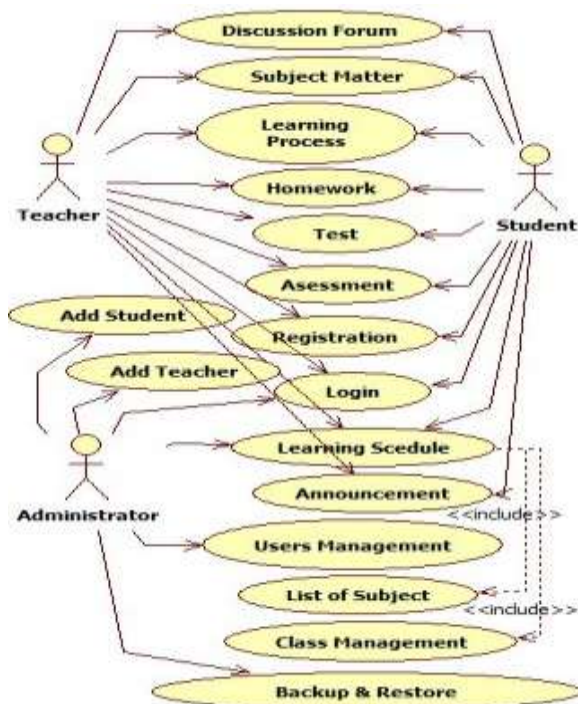 Discussion Forum
Subject Matter
Learning
Process
Homework
Teacher
Student
Test
Asessment
Add Student
Registration
Add Teacher
Login
Learning Scedule
Announcement
Administrator
<<include>>
Users Management
List of Subject
<<include>>
Class Management
Backup & Restore